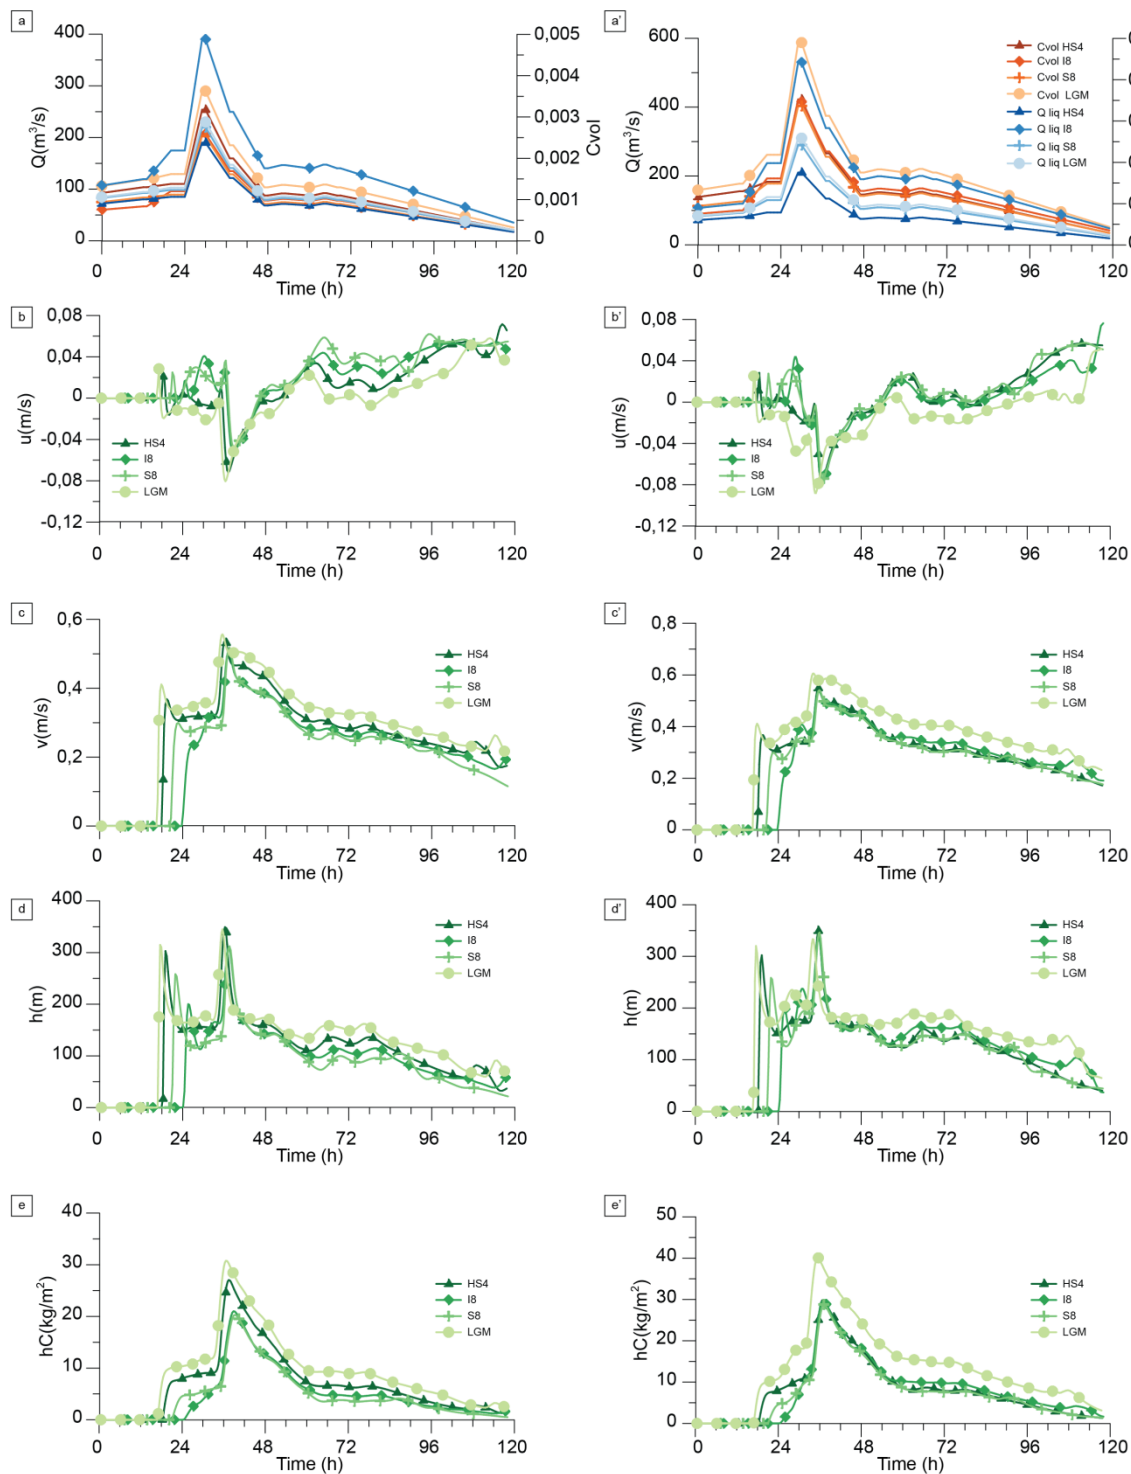 a
Q(m³/s)
400
300
200
100
0
0,005
0,004
0,003
0,002
0,001
0
Cvol
0 24 48 72 96 120
Time (h)
a'
Q(m³/s)
600
400
200
0
Cvol HS4
Cvol I8
Cvol S8
Cvol LGM
Q liq HS4
Q liq I8
Q liq S8
Q liq LGM
0 24 48 72 96 120
Time (h)
b
u(m/s)
0,08
0,04
0
-0,04
-0,08
-0,12
HS4
I8
S8
LGM
0 24 48 72 96 120
Time (h)
b'
u(m/s)
0,08
0,04
0
-0,04
-0,08
-0,12
HS4
I8
S8
LGM
0 24 48 72 96 120
Time (h)
c
v(m/s)
0,6
0,4
0,2
0
HS4
I8
S8
LGM
0 24 48 72 96 120
Time (h)
c'
v(m/s)
0,8
0,6
0,4
0,2
0
HS4
I8
S8
LGM
0 24 48 72 96 120
Time (h)
d
h(m)
400
300
200
100
0
HS4
I8
S8
LGM
0 24 48 72 96 120
Time (h)
d'
h(m)
400
300
200
100
0
HS4
I8
S8
LGM
0 24 48 72 96 120
Time (h)
e
hC(kg/m²)
40
30
20
10
0
HS4
I8
S8
LGM
0 24 48 72 96 120
Time (h)
e'
hC(kg/m²)
50
40
30
20
10
0
HS4
I8
S8
LGM
0 24 48 72 96 120
Time (h)